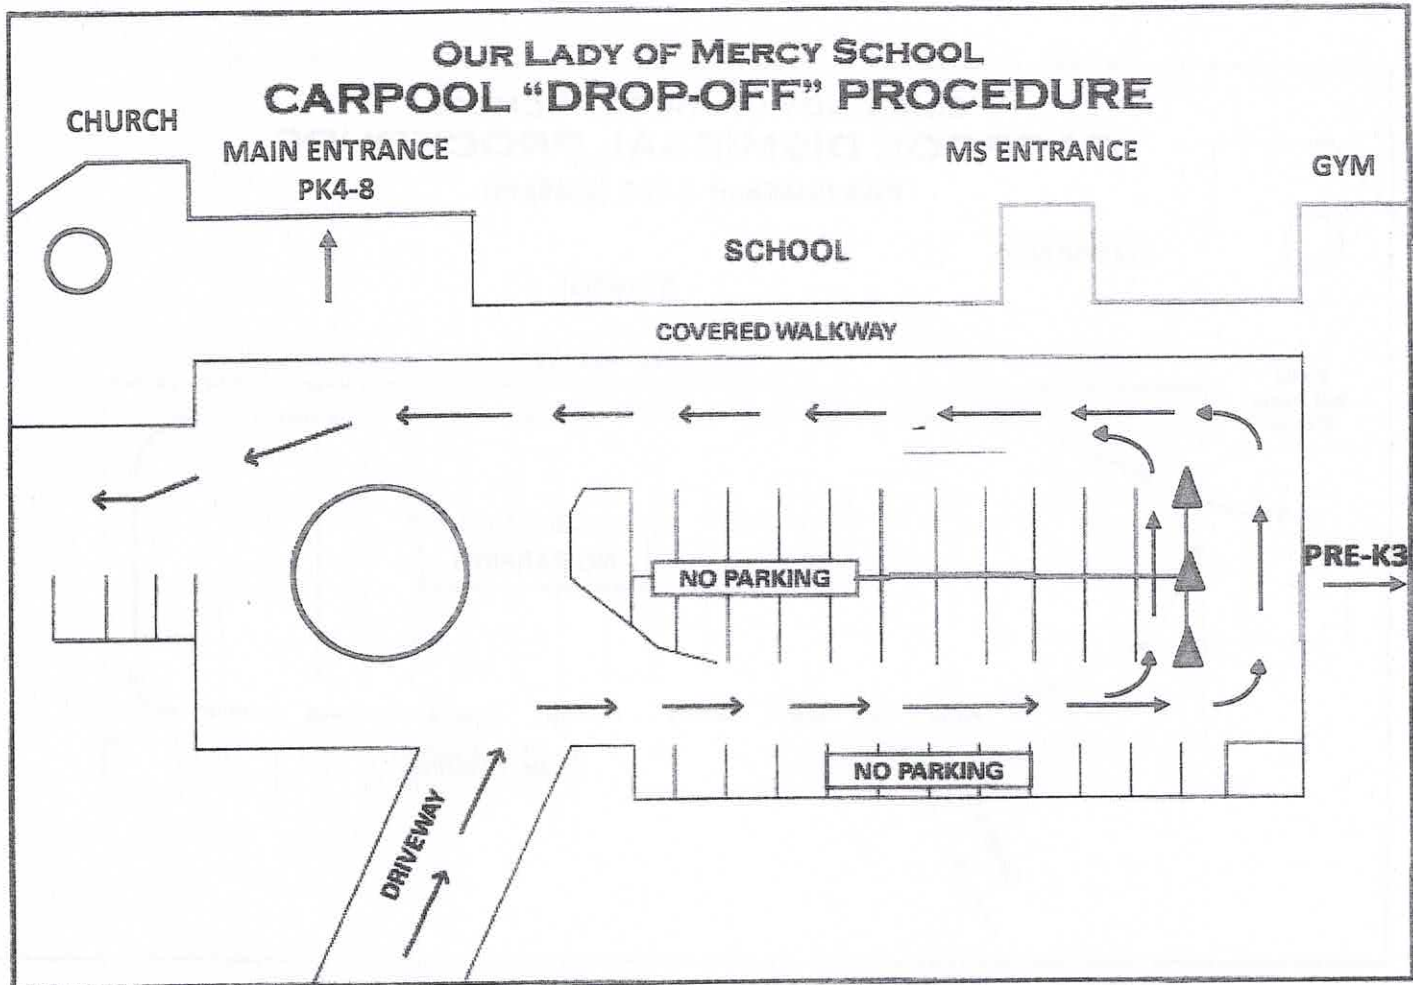 OUR LADY OF MERCY SCHOOL
CARPOOL “DROP-OFF” PROCEDURE
CHURCH
MAIN ENTRANCE
PK4-8
MS ENTRANCE
GYM
SCHOOL
COVERED WALKWAY
NO PARKING
PRE-K3
NO PARKING
DRIVEWAY